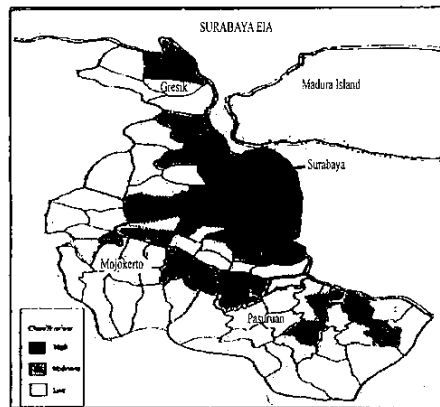 SURABAYA EIA
Gresik
Madura Island
Surabaya
Mojokerto
Pasuruan
High
Moderate
Low